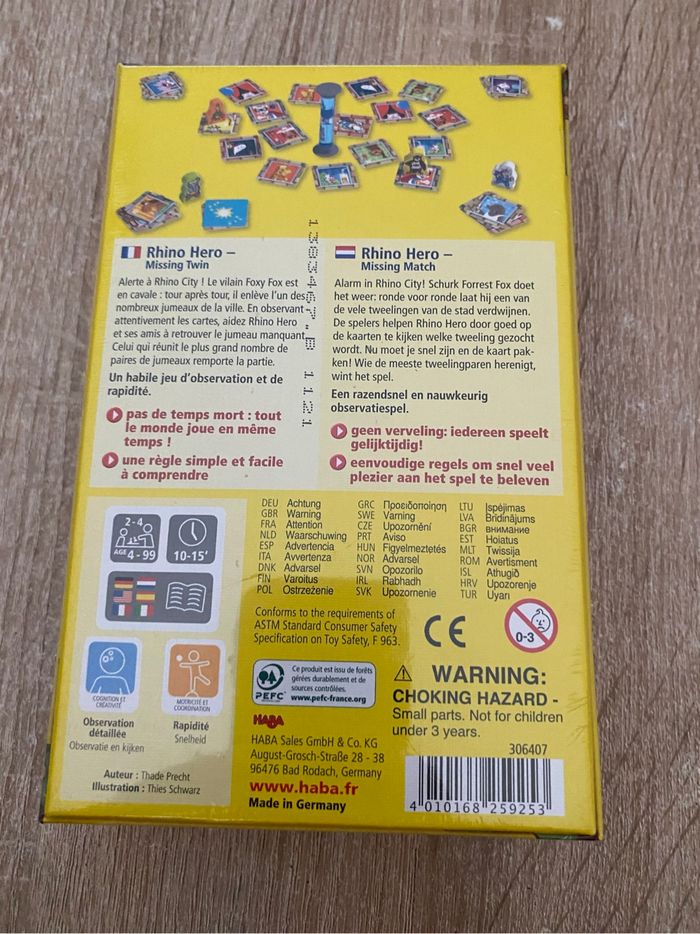 Rhino Hero –
Missing Twin
Alerte à Rhino City ! Le vilain Foxy Fox est
en cavale : tour après tour, il enlève l'un des
nombreux jumeaux de la ville. En observant
attentivement les cartes, aidez Rhino Hero
et ses amis à retrouver le jumeau manquant.
Celui qui réunit le plus grand nombre de
paires de jumeaux remporte la partie.
Un habile jeu d'observation et de
rapidité.
pas de temps mort : tout
le monde joue en même
temps !
une règle simple et facile
à comprendre
Rhino Hero –
Missing Match
Alarm in Rhino City! Schurk Forrest Fox doet
het weer: ronde voor ronde laat hij een van
de vele tweelingen van de stad verdwijnen.
De spelers helpen Rhino Hero door goed op
de kaarten te kijken welke tweeling gezocht
wordt. Nu moet je snel zijn en de kaart pak-
ken! Wie de meeste tweelingparen herenigt,
wint het spel.
Een razendsnel en nauwkeurig
observatiespel.
geen verveling: iedereen speelt
gelijktijdig!
eenvoudige regels om snel veel
plezier aan het spel te beleven
2-4
AGE 4-99
10-15'
DEU Achtung
GBR Warning
FRA Attention
NLD Waarschuwing
ESP Advertencia
ITA Avvertenza
DNK Advarsel
FIN Varoitus
POL Ostrzeżenie
GRC Προειδοποίηση
SWE Varning
CZE Upozornění
PRT Aviso
HUN Figyelmeztetés
NOR Advarsel
SVN Opozorilo
IRL Rabhadh
SVK Upozornenie
LTU Įspėjimas
LVA Brīdinājums
BGR внимание
EST Hoiatus
MLT Twissija
ROM Avertisment
ISL Athugið
HRV Upozorenje
TUR Uyarı
Conforms to the requirements of
ASTM Standard Consumer Safety
Specification on Toy Safety, F 963.
CE
0-3
COGNITION ET
CRÉATIVITÉ
Observation
détaillée
Observatie en kijken
MOTRICITÉ ET
COORDINATION
Rapidité
Snelheid
Auteur : Thade Precht
Illustration : Thies Schwarz
PEFC
Ce produit est issu de forêts
gérées durablement et de
sources contrôlées.
www.pefc-france.org
HABA
HABA Sales GmbH & Co. KG
August-Grosch-Straße 28 - 38
96476 Bad Rodach, Germany
www.haba.fr
Made in Germany
WARNING:
CHOKING HAZARD -
Small parts. Not for children
under 3 years.
306407
4 010168 259253